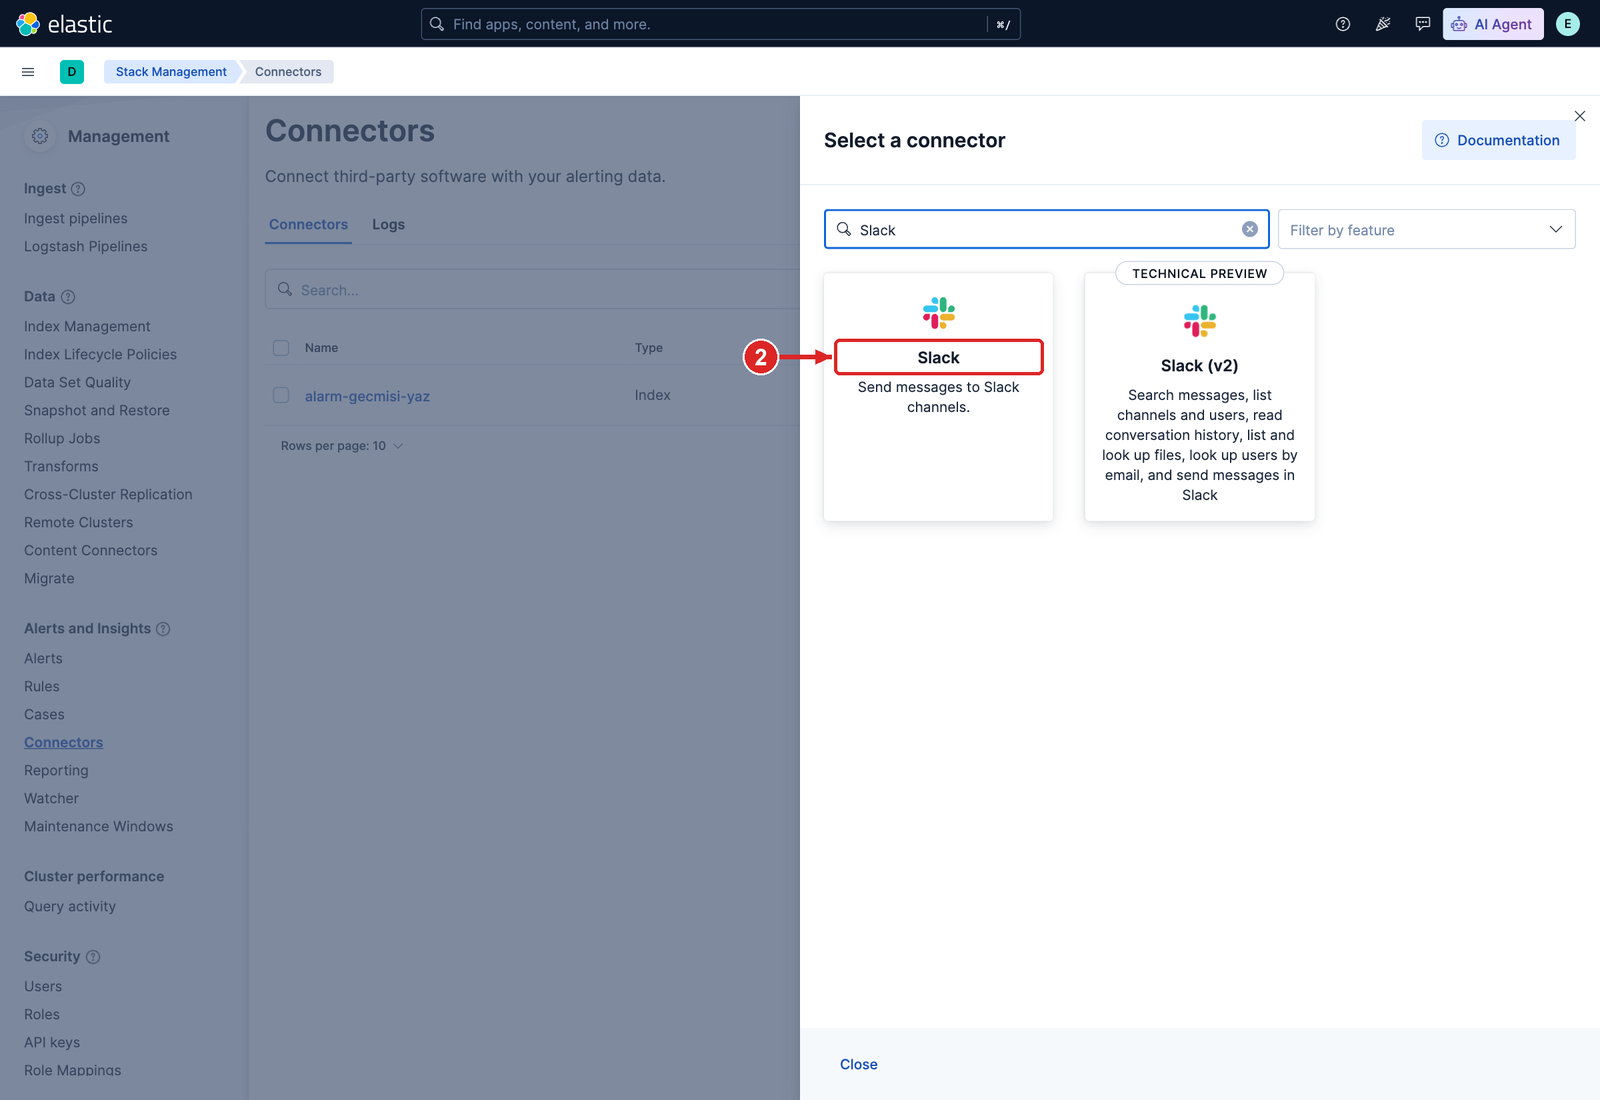 elastic
Find apps, content, and more.
⌘/
AI Agent
E
D
Stack Management
Connectors
Management
Ingest
Ingest pipelines
Logstash Pipelines
Data
Index Management
Index Lifecycle Policies
Data Set Quality
Snapshot and Restore
Rollup Jobs
Transforms
Cross-Cluster Replication
Remote Clusters
Content Connectors
Migrate
Alerts and Insights
Alerts
Rules
Cases
Connectors
Reporting
Watcher
Maintenance Windows
Cluster performance
Query activity
Security
Users
Roles
API keys
Role Mappings
Connectors
Connect third-party software with your alerting data.
Connectors
Logs
Search...
Name
Type
alarm-gecmisi-yaz
Index
Rows per page: 10
Select a connector
Documentation
Slack
Filter by feature
2
Slack
Send messages to Slack
channels.
TECHNICAL PREVIEW
Slack (v2)
Search messages, list
channels and users, read
conversation history, list and
look up files, look up users by
email, and send messages in
Slack
Close